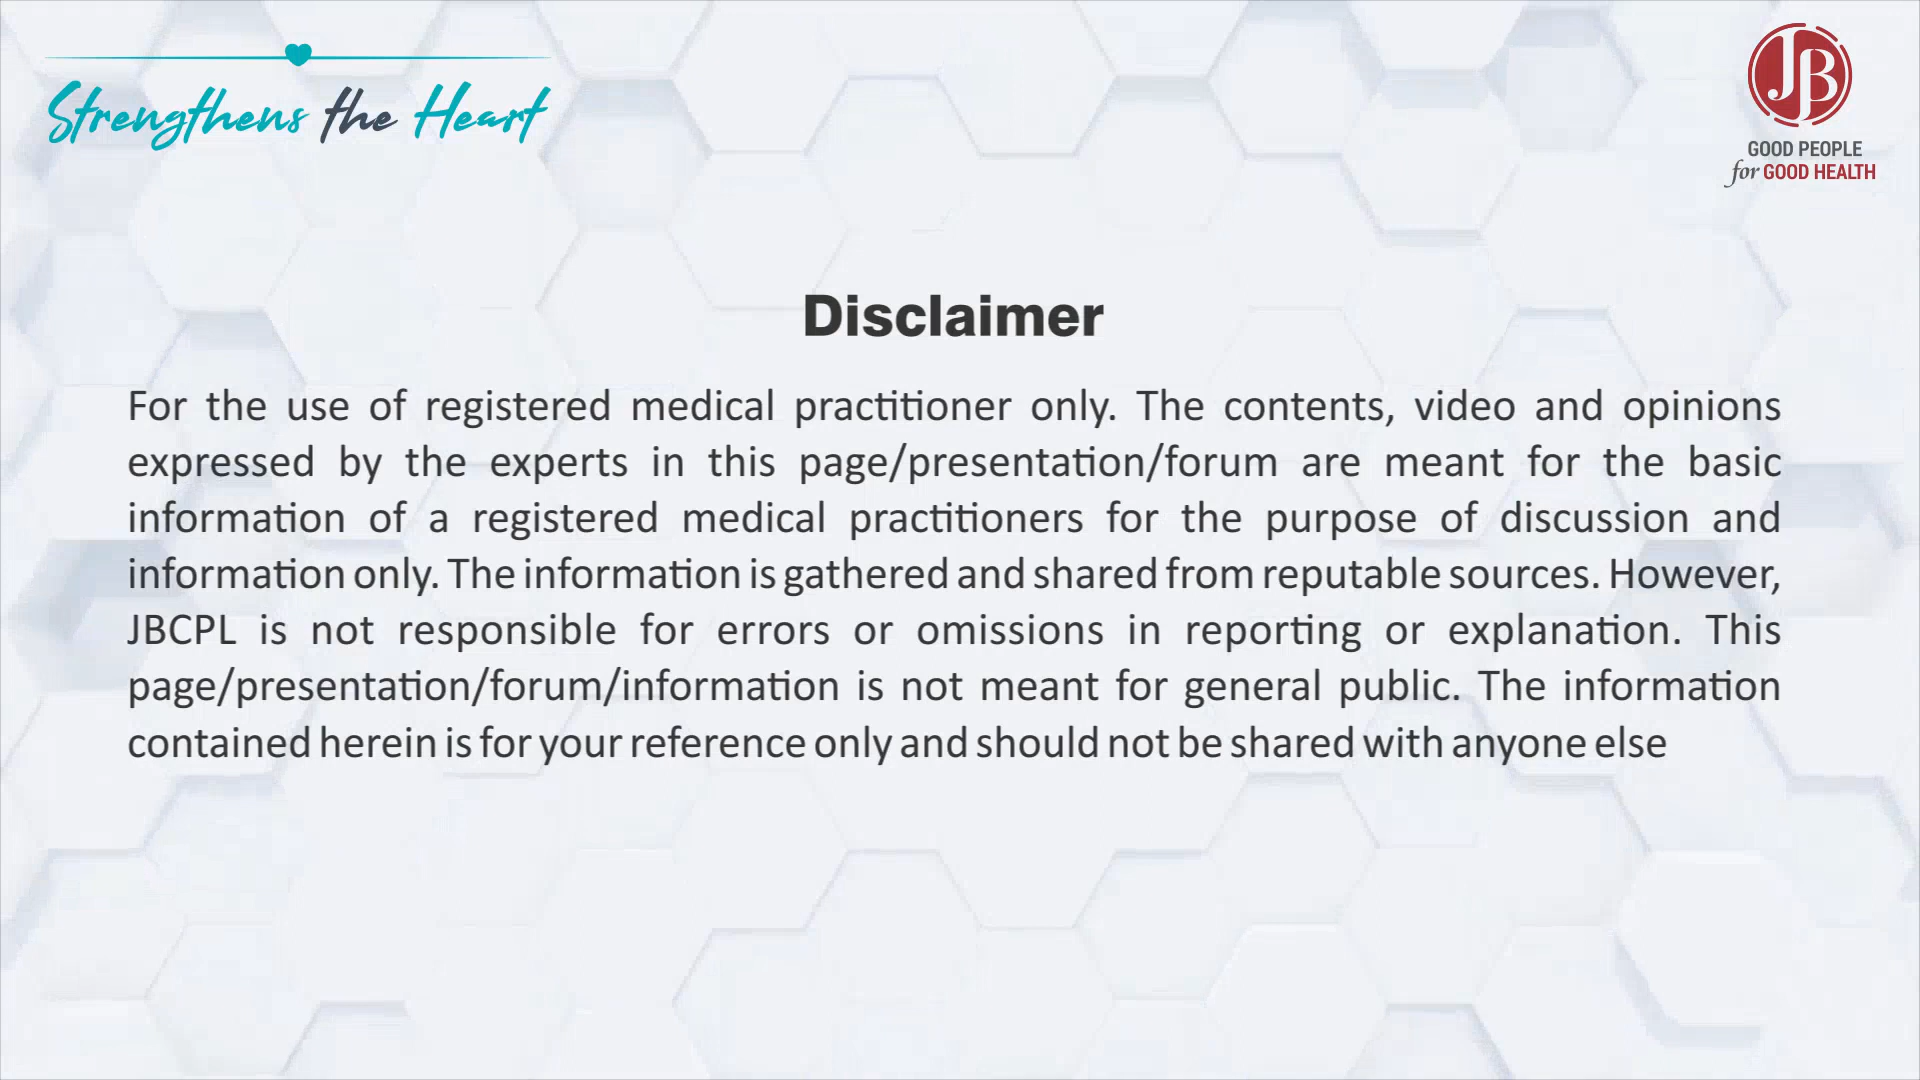 Strengthens the Heart
JB
GOOD PEOPLE
for GOOD HEALTH
Disclaimer
For the use of registered medical practitioner only. The contents, video and opinions
expressed by the experts in this page/presentation/forum are meant for the basic
information of a registered medical practitioners for the purpose of discussion and
information only. The information is gathered and shared from reputable sources. However,
JBCPL is not responsible for errors or omissions in reporting or explanation. This
page/presentation/forum/information is not meant for general public. The information
contained herein is for your reference only and should not be shared with anyone else